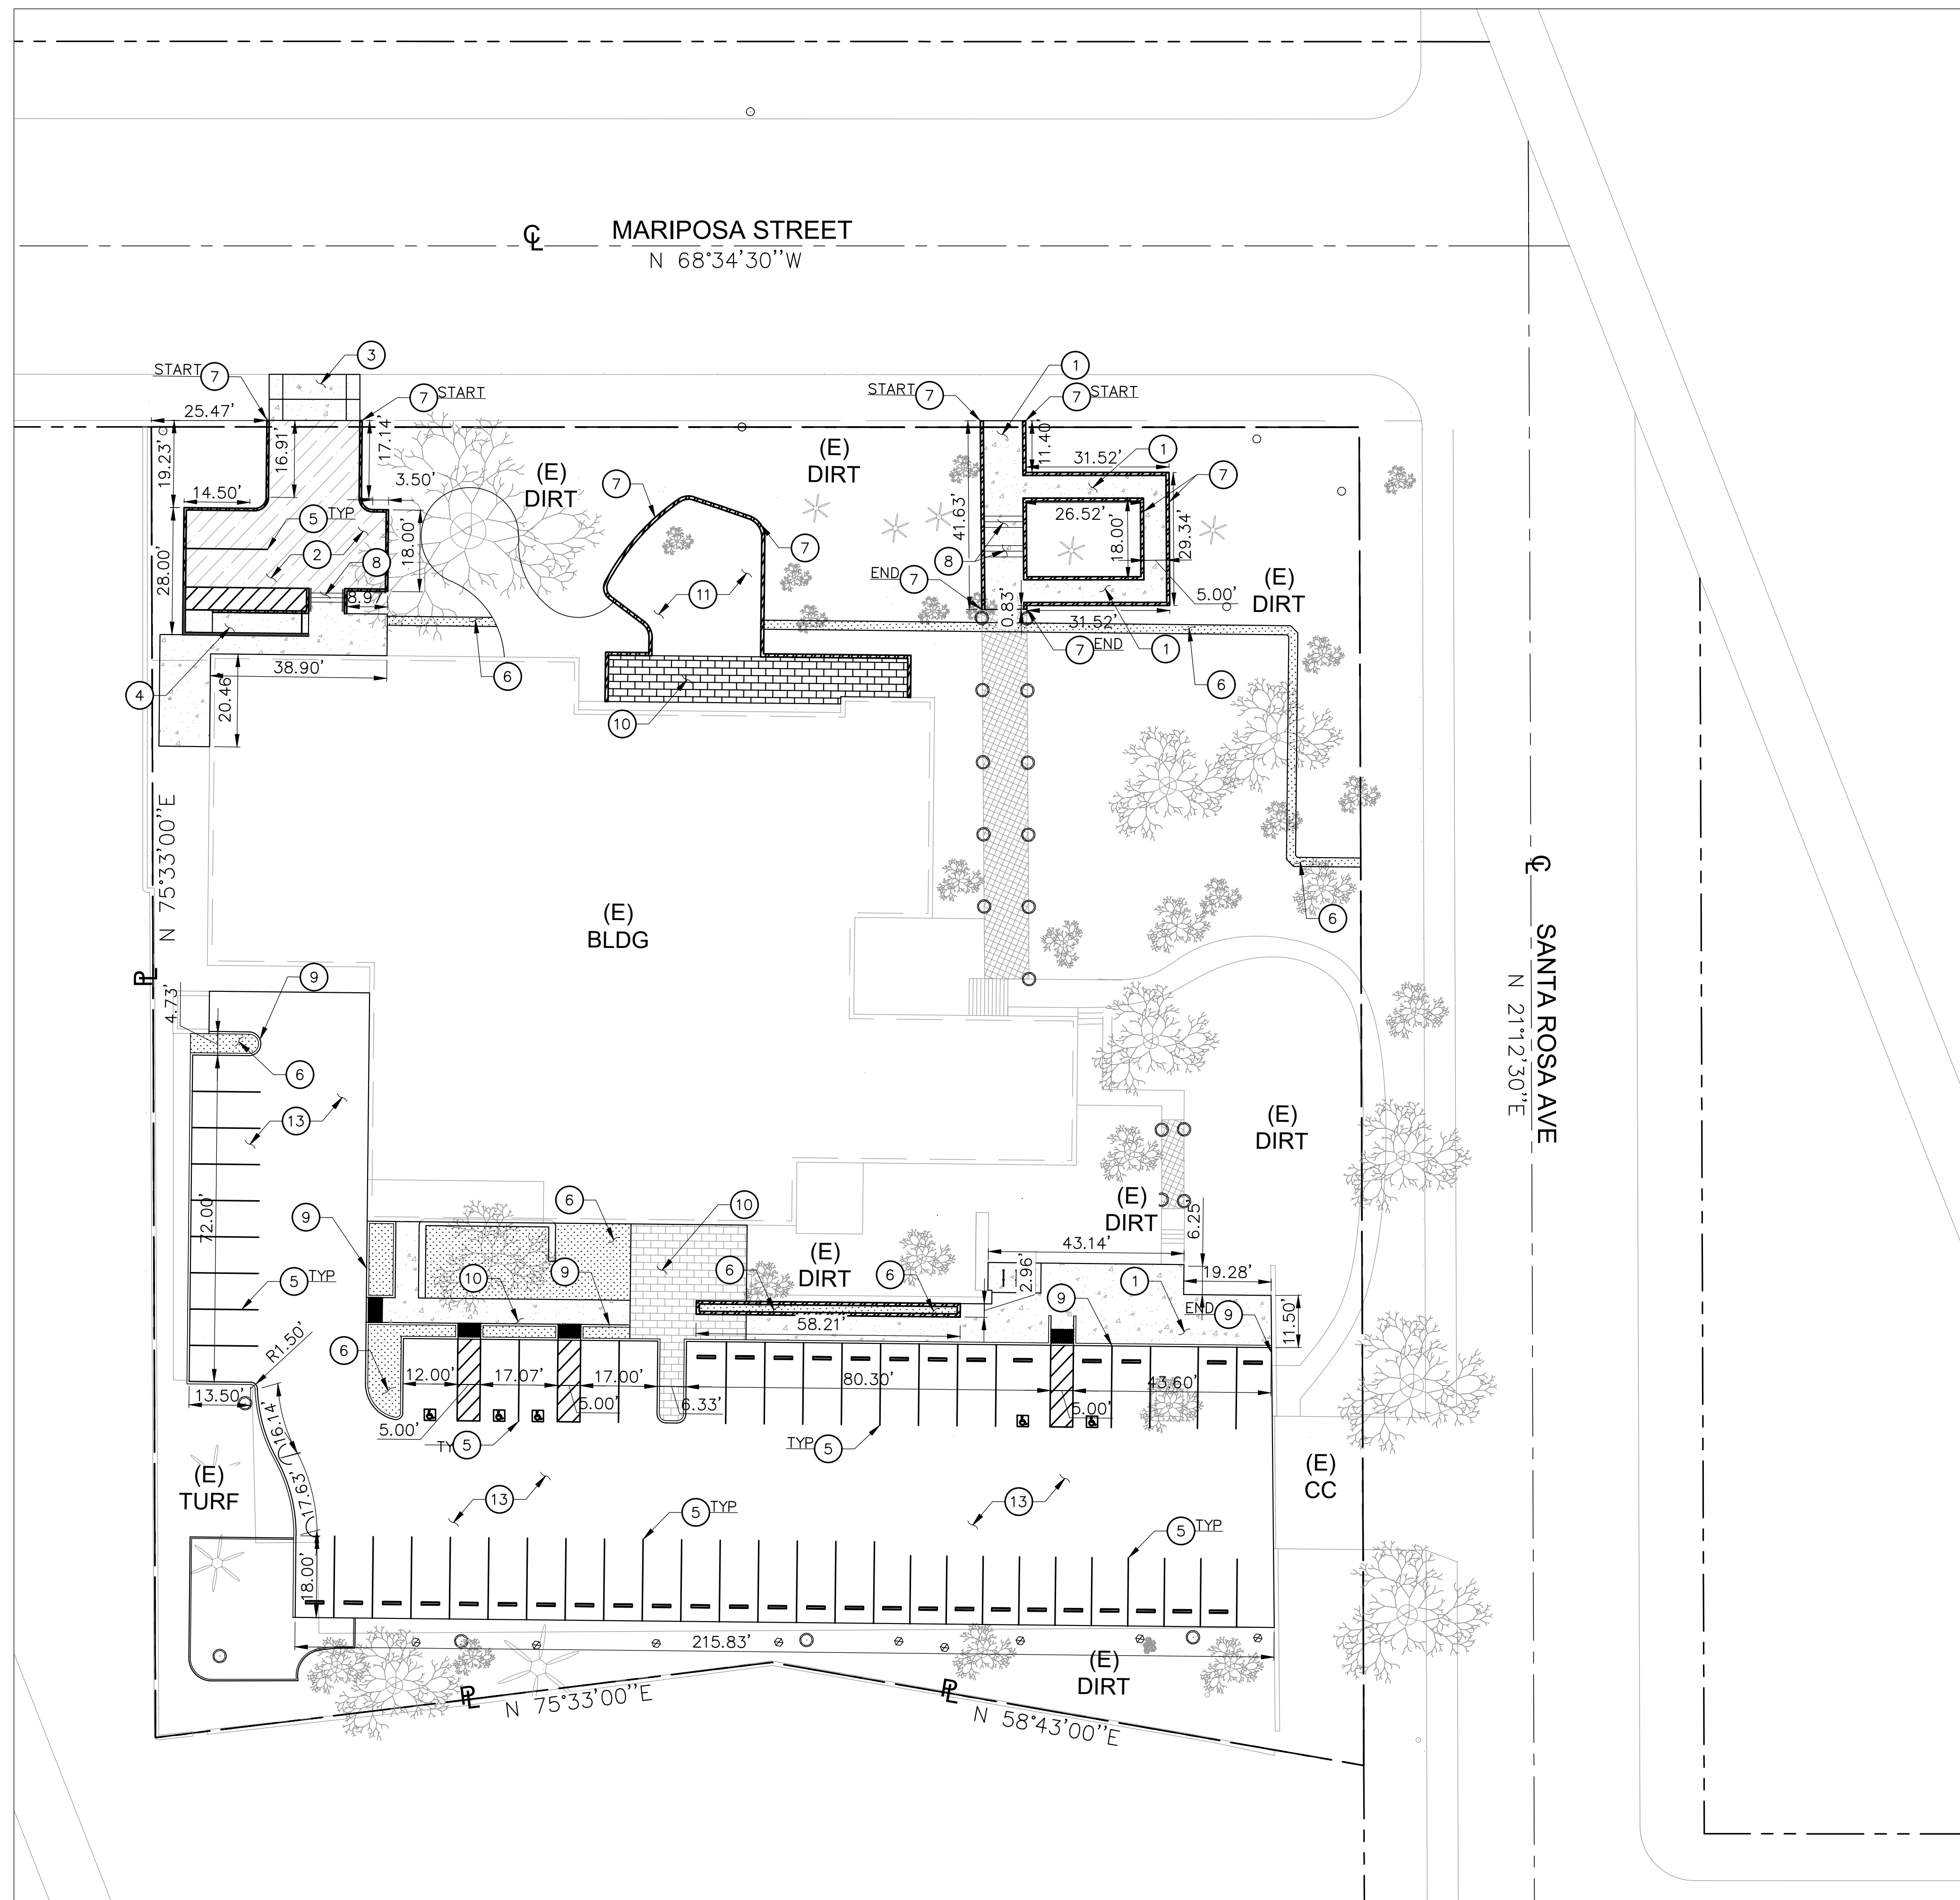 MARIPOSA STREET
N 68°34'30''W
3
START 7
7 START
25.47'
19.23'
16.91'
17.14'
3.50'
14.50'
5 TYP
2
8
28.00'
18.00'
8.97'
4
38.90'
20.46'
6
(E)
DIRT
7
7
11
10
(E)
DIRT
START 7
1
7 START
11.40'
31.52'
1
7
41.63'
26.52'
18.00'
29.34'
8
END 7
0.83'
31.52'
5.00'
7 END
1
6
(E)
DIRT
N 75°33'00''E
PL
(E)
BLDG
6
CL
SANTA ROSA AVE
N 21°12'30''E
9
4.73'
6
13
72.00'
5 TYP
9
6
10
6
10
9
(E)
DIRT
6
6
58.21'
(E)
DIRT
(E)
DIRT
6.25'
43.14'
2.96'
19.28'
1
9
END 9
11.50'
R1.50'
6
13.50'
16.14'
17.63'
18.00'
12.00'
17.07'
17.00'
5.00'
5.00'
6.33'
80.30'
5.00'
43.60'
TY 5
TYP 5
(E)
TURF
13
5 TYP
13
5 TYP
(E)
CC
215.83'
(E)
DIRT
PL
N 75°33'00''E
PL
N 58°43'00''E